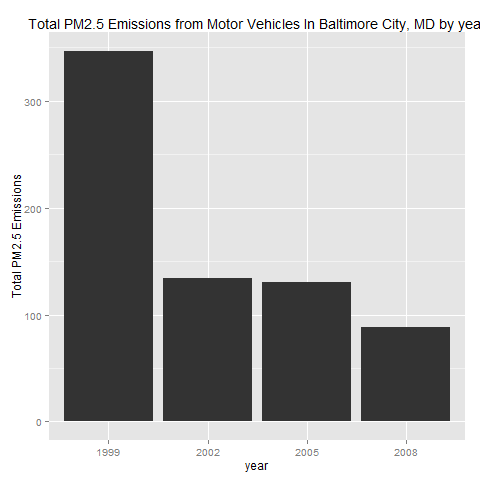 Total PM2.5 Emissions from Motor Vehicles In Baltimore City, MD by yea
300
200
100
0
Total PM2.5 Emissions
1999 2002 2005 2008
year